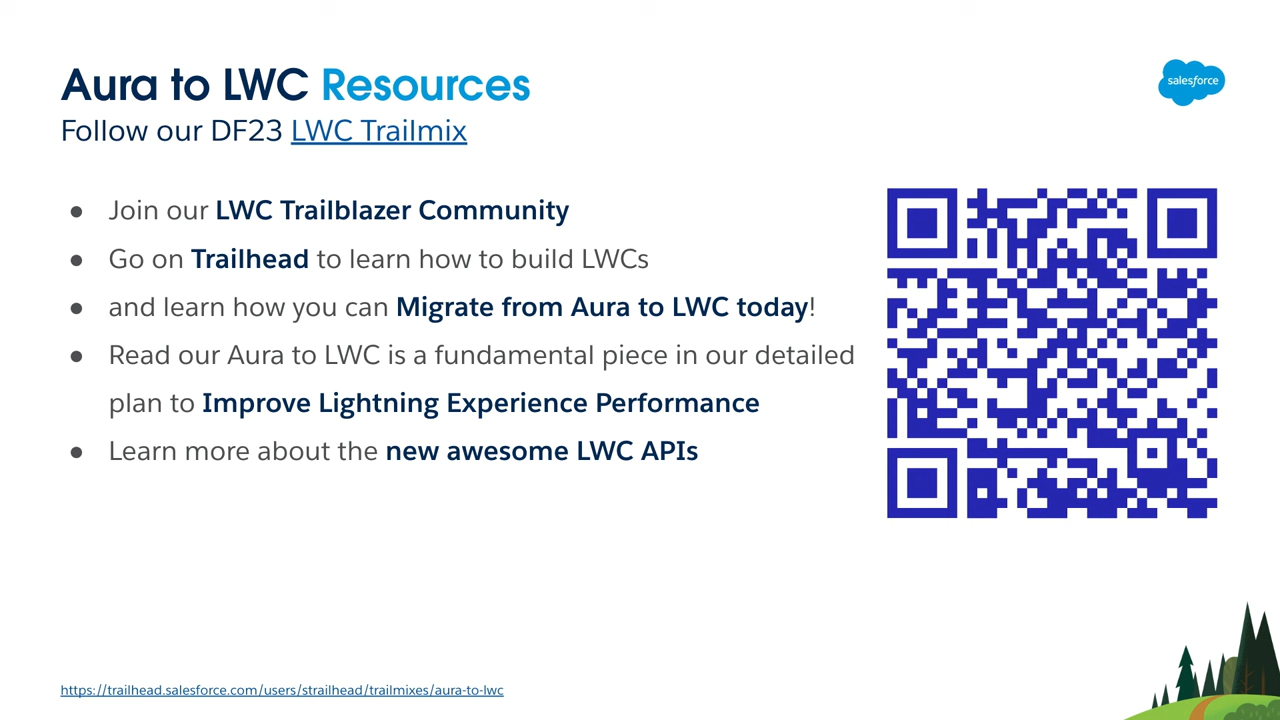 Aura to LWC Resources
salesforce
Follow our DF23 LWC Trailmix
● Join our LWC Trailblazer Community
● Go on Trailhead to learn how to build LWCs
● and learn how you can Migrate from Aura to LWC today!
● Read our Aura to LWC is a fundamental piece in our detailed
plan to Improve Lightning Experience Performance
● Learn more about the new awesome LWC APIs
https://trailhead.salesforce.com/users/strailhead/trailmixes/aura-to-lwc